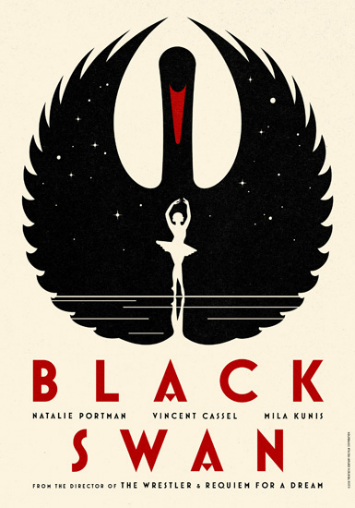 BLACK
NATALIE PORTMAN VINCENT CASSEL MILA KUNIS
SWAN
FROM THE DIRECTOR OF THE WRESTLER & REQUIEM FOR A DREAM